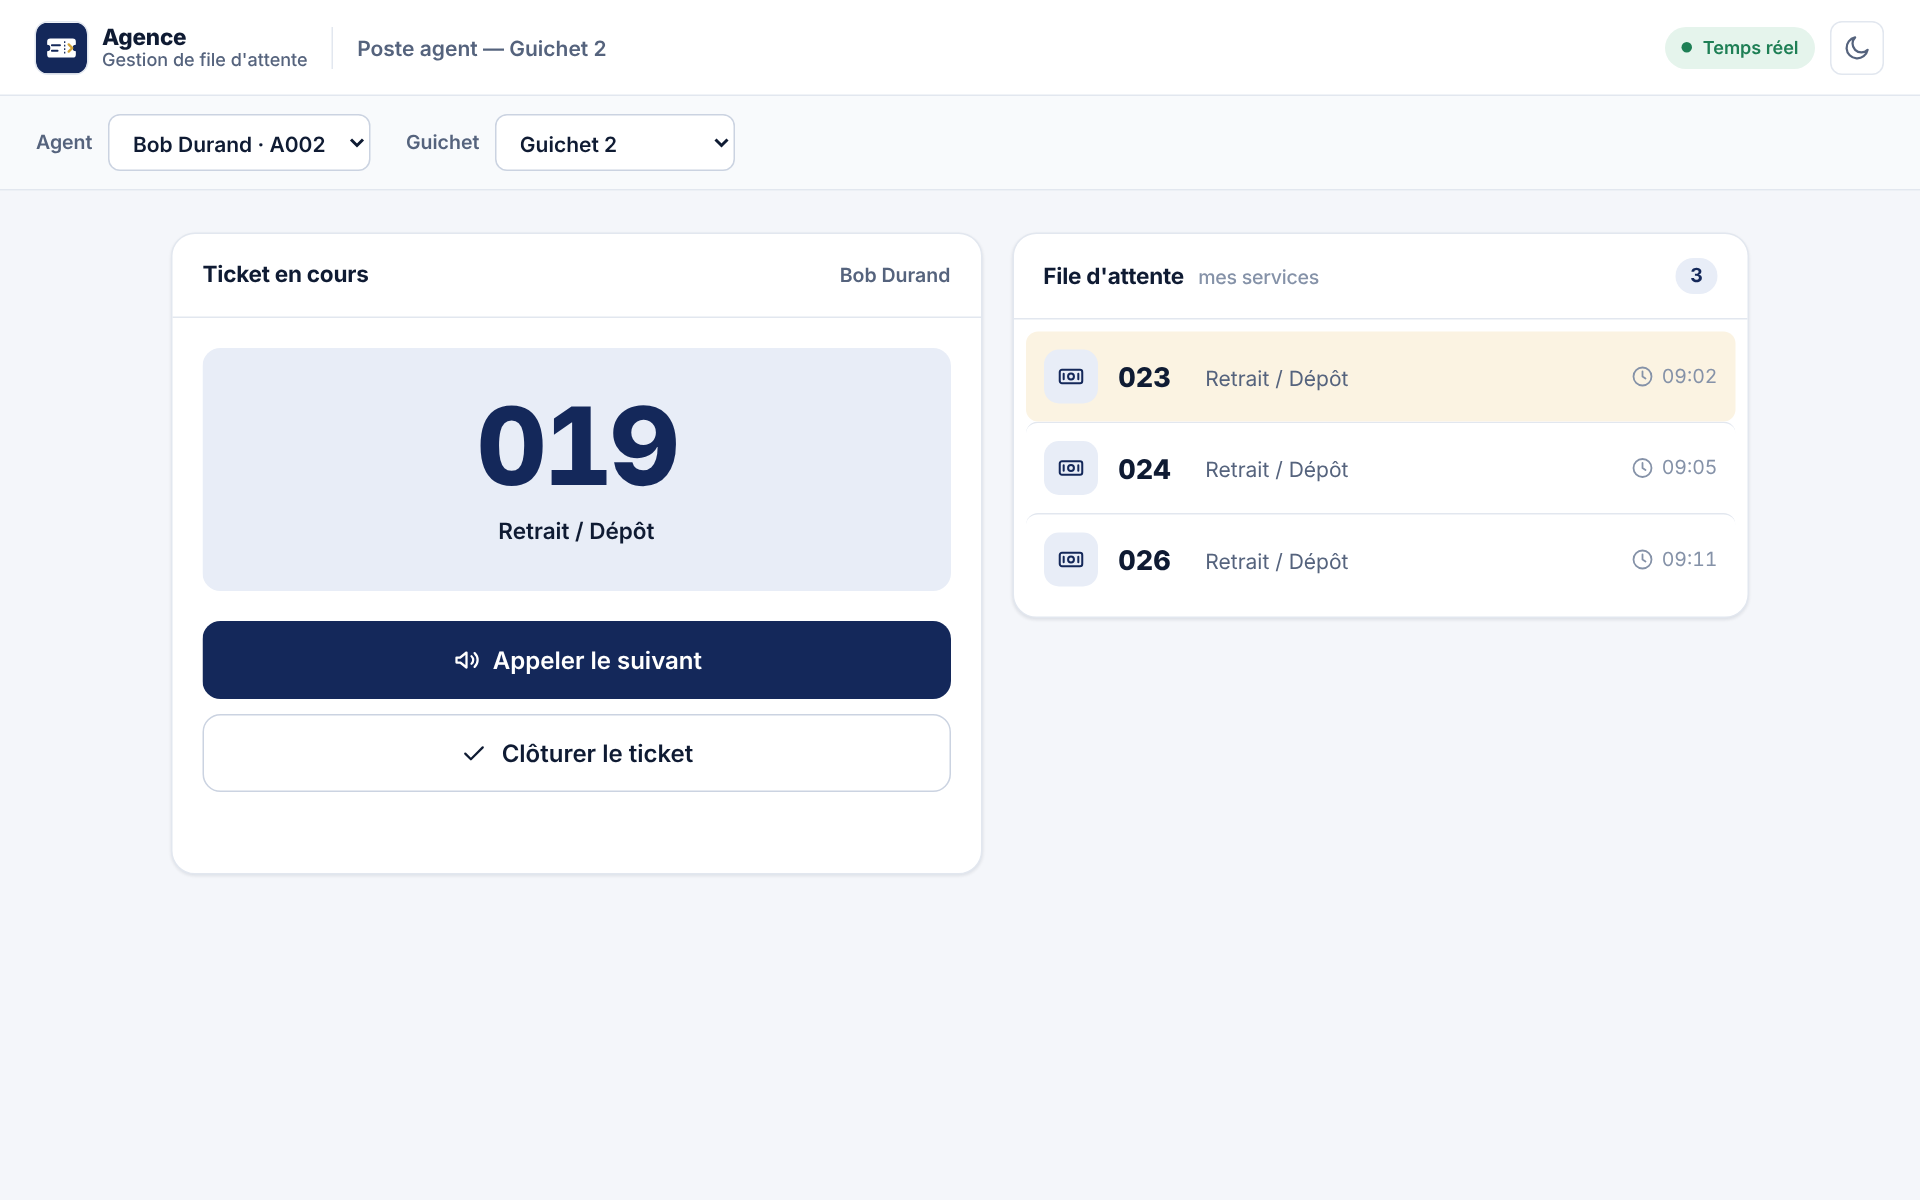 Agence
Gestion de file d'attente
Poste agent — Guichet 2
Temps réel
Agent
Bob Durand · A002
Guichet
Guichet 2
Ticket en cours
Bob Durand
019
Retrait / Dépôt
Appeler le suivant
Clôturer le ticket
File d'attente mes services
3
023 Retrait / Dépôt 09:02
024 Retrait / Dépôt 09:05
026 Retrait / Dépôt 09:11